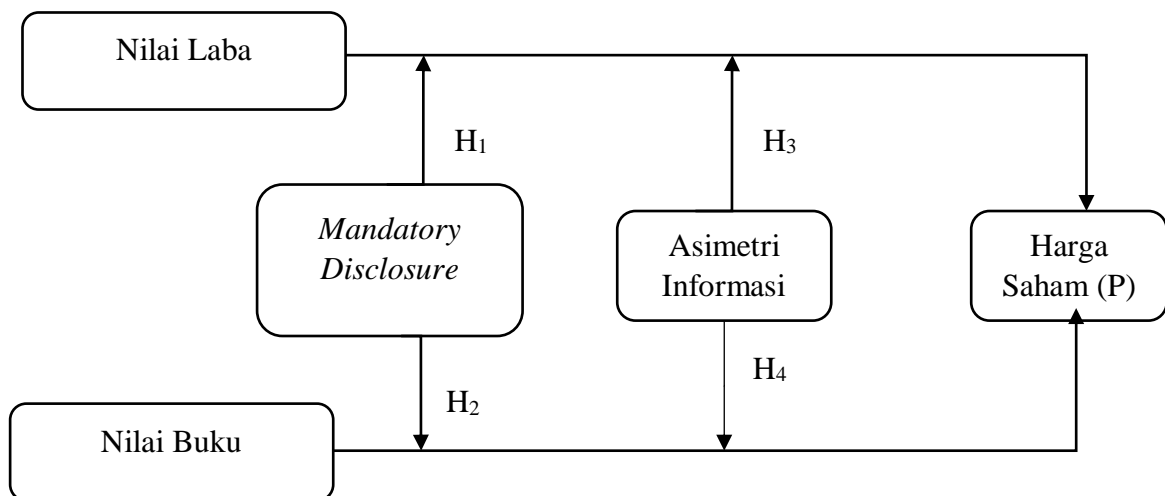 Nilai Laba
H₁
H₃
Mandatory
Disclosure
Asimetri
Informasi
Harga
Saham (P)
H₂
H₄
Nilai Buku